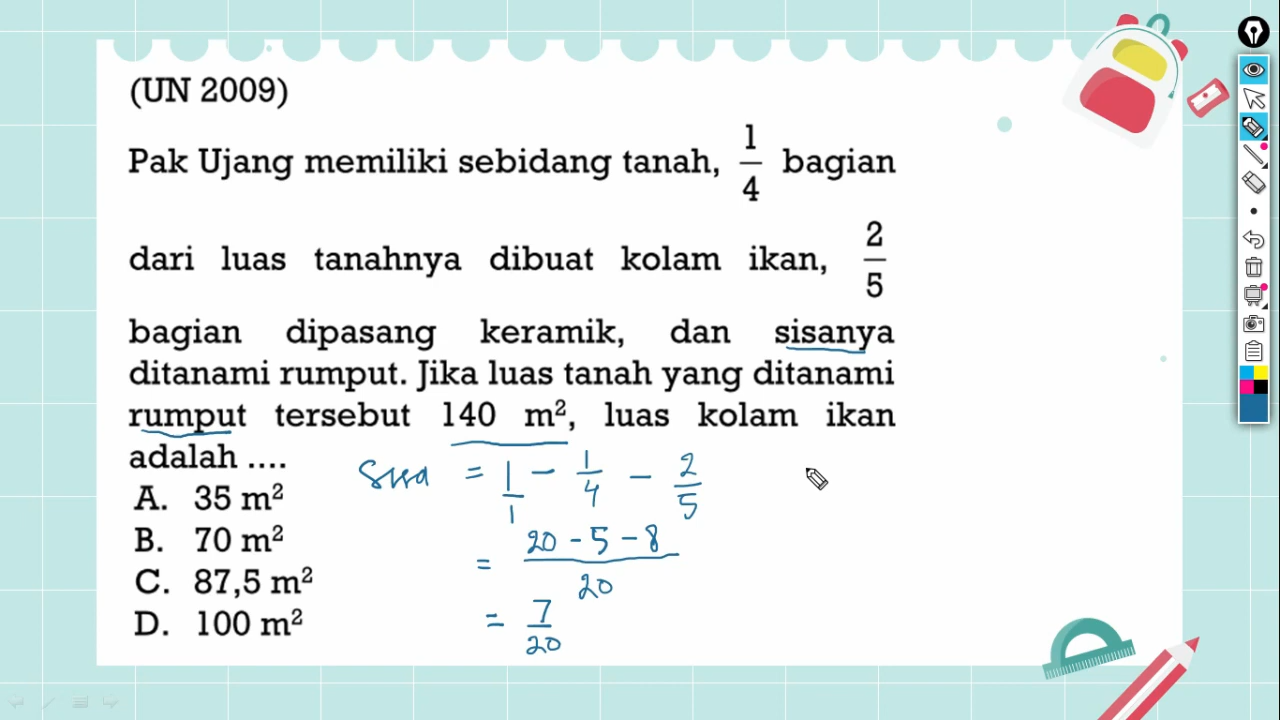 (UN 2009)
Pak Ujang memiliki sebidang tanah, 1/4 bagian
dari luas tanahnya dibuat kolam ikan, 2/5
bagian dipasang keramik, dan sisanya
ditanami rumput. Jika luas tanah yang ditanami
rumput tersebut 140 m², luas kolam ikan
adalah ....
A. 35 m²
B. 70 m²
C. 87,5 m²
D. 100 m²
Sisa = 1/1 - 1/4 - 2/5
= (20 - 5 - 8)/20
= 7/20